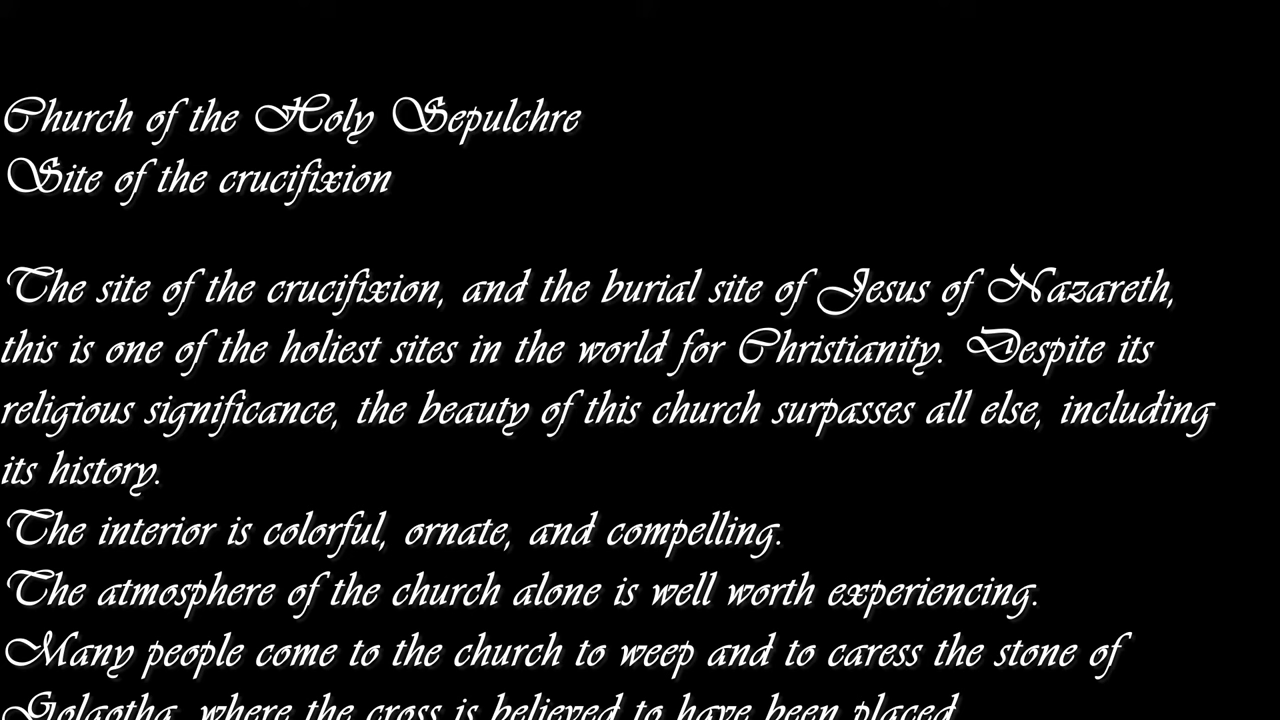 Church of the Holy Sepulchre
Site of the crucifixion
The site of the crucifixion, and the burial site of Jesus of Nazareth,
this is one of the holiest sites in the world for Christianity. Despite its
religious significance, the beauty of this church surpasses all else, including
its history.
The interior is colorful, ornate, and compelling.
The atmosphere of the church alone is well worth experiencing.
Many people come to the church to weep and to caress the stone of
Golgotha, where the cross is believed to have been placed